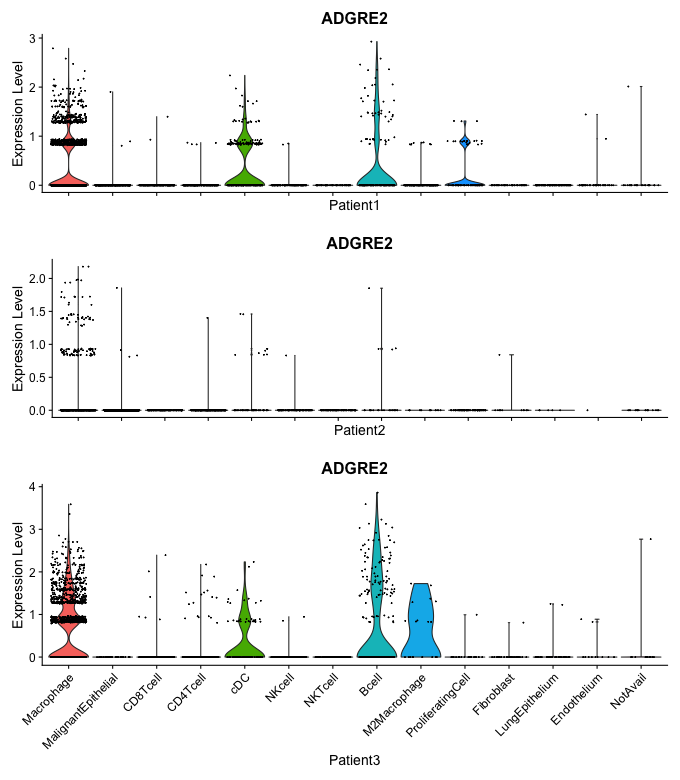 ADGRE2
Expression Level
3
2
1
0
Patient1
ADGRE2
Expression Level
2.0
1.5
1.0
0.5
0.0
Patient2
ADGRE2
Expression Level
4
3
2
1
0
Macrophage
MalignantEpithelial
CD8Tcell
CD4Tcell
cDC
NKcell
NKTcell
Bcell
M2Macrophage
ProliferatingCell
Fibroblast
LungEpithelium
Endothelium
NotAvail
Patient3